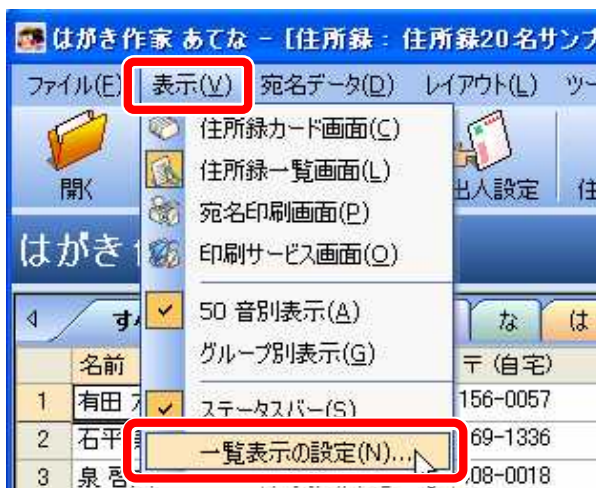 はがき作家 あてな - [住所録 : 住所録20名サンプ
ファイル(E) 表示(V) 宛名データ(D) レイアウト(L) ツー
開く
住所録カード画面(C)
住所録一覧画面(L)
宛名印刷画面(P)
印刷サービス画面(O)
50 音別表示(A)
グループ別表示(G)
ステータスバー(S)
一覧表示の設定(N)...
出人設定 住
はがき
な は
名前 〒 (自宅)
1 有田 156-0057
2 石平 69-1336
3 泉 08-0018